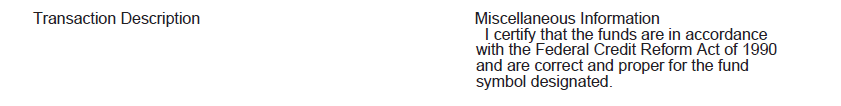 Transaction Description
Miscellaneous Information
I certify that the funds are in accordance
with the Federal Credit Reform Act of 1990
and are correct and proper for the fund
symbol designated.